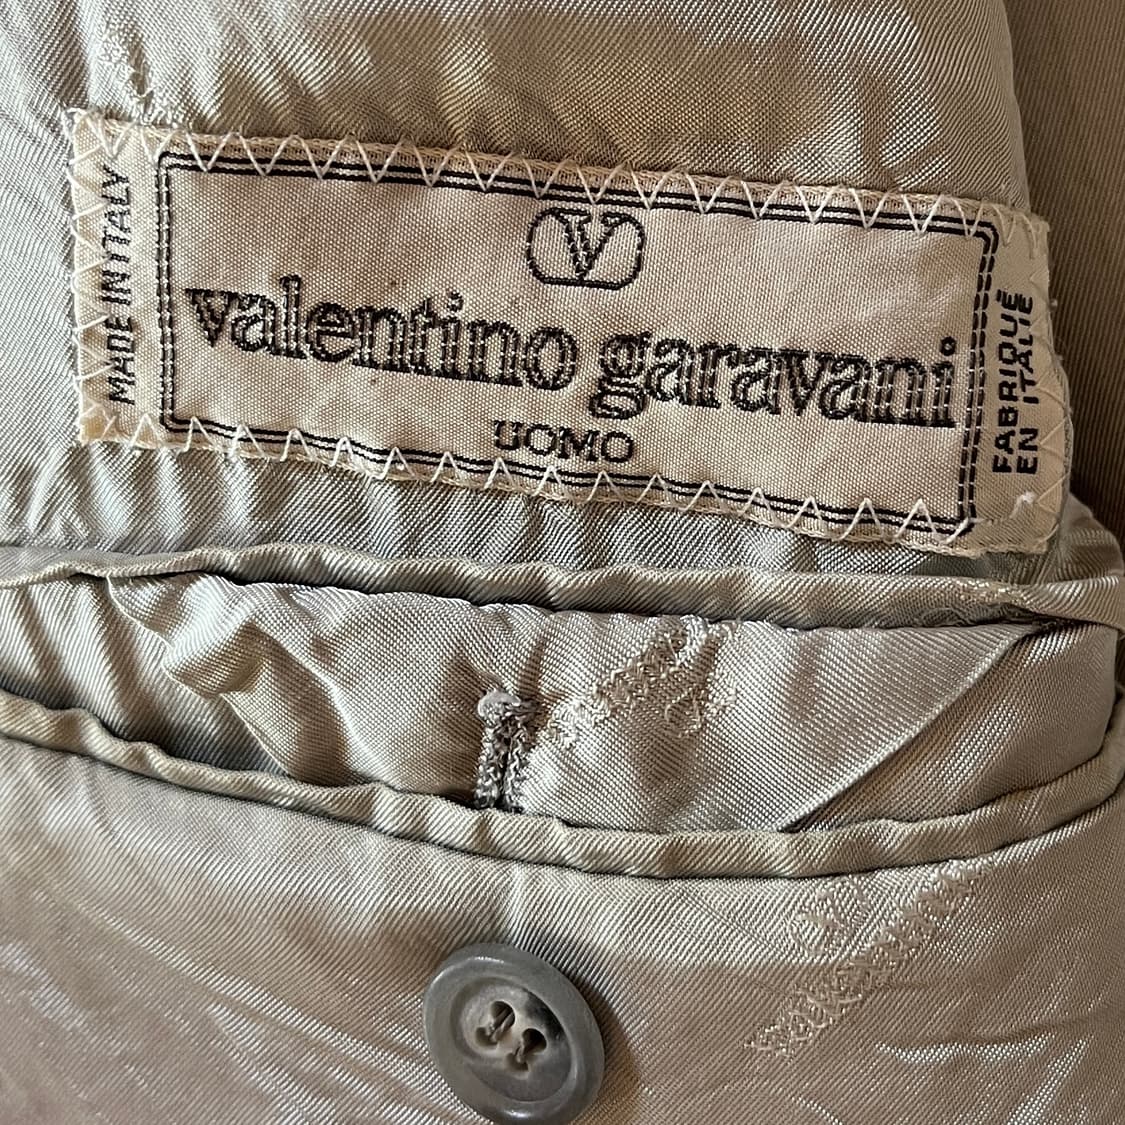 MADE IN ITALY
V
valentino garavani
UOMO
FABRIQUÉ
EN ITALIE